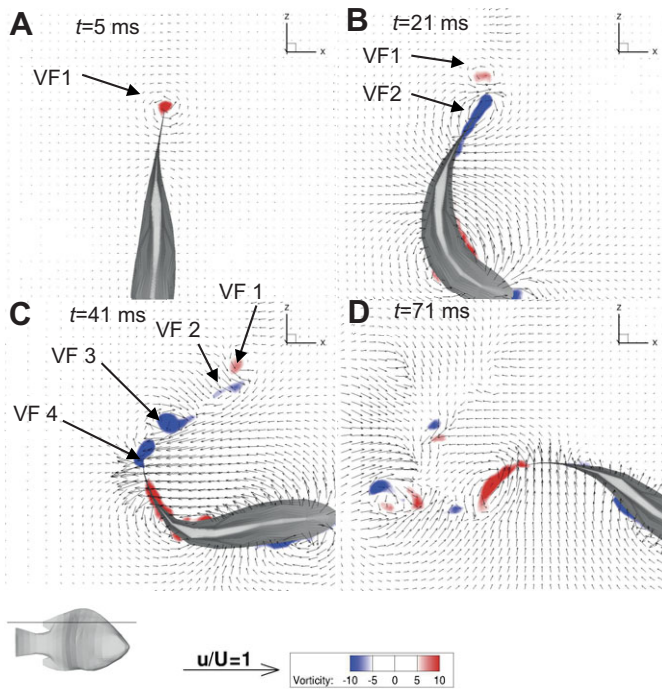 A
t=5 ms
z
x
VF1
B
t=21 ms
z
x
VF1
VF2
C
t=41 ms
z
x
VF 1
VF 2
VF 3
VF 4
D
t=71 ms
z
x
u/U=1
Vorticity: -10 -5 5 10